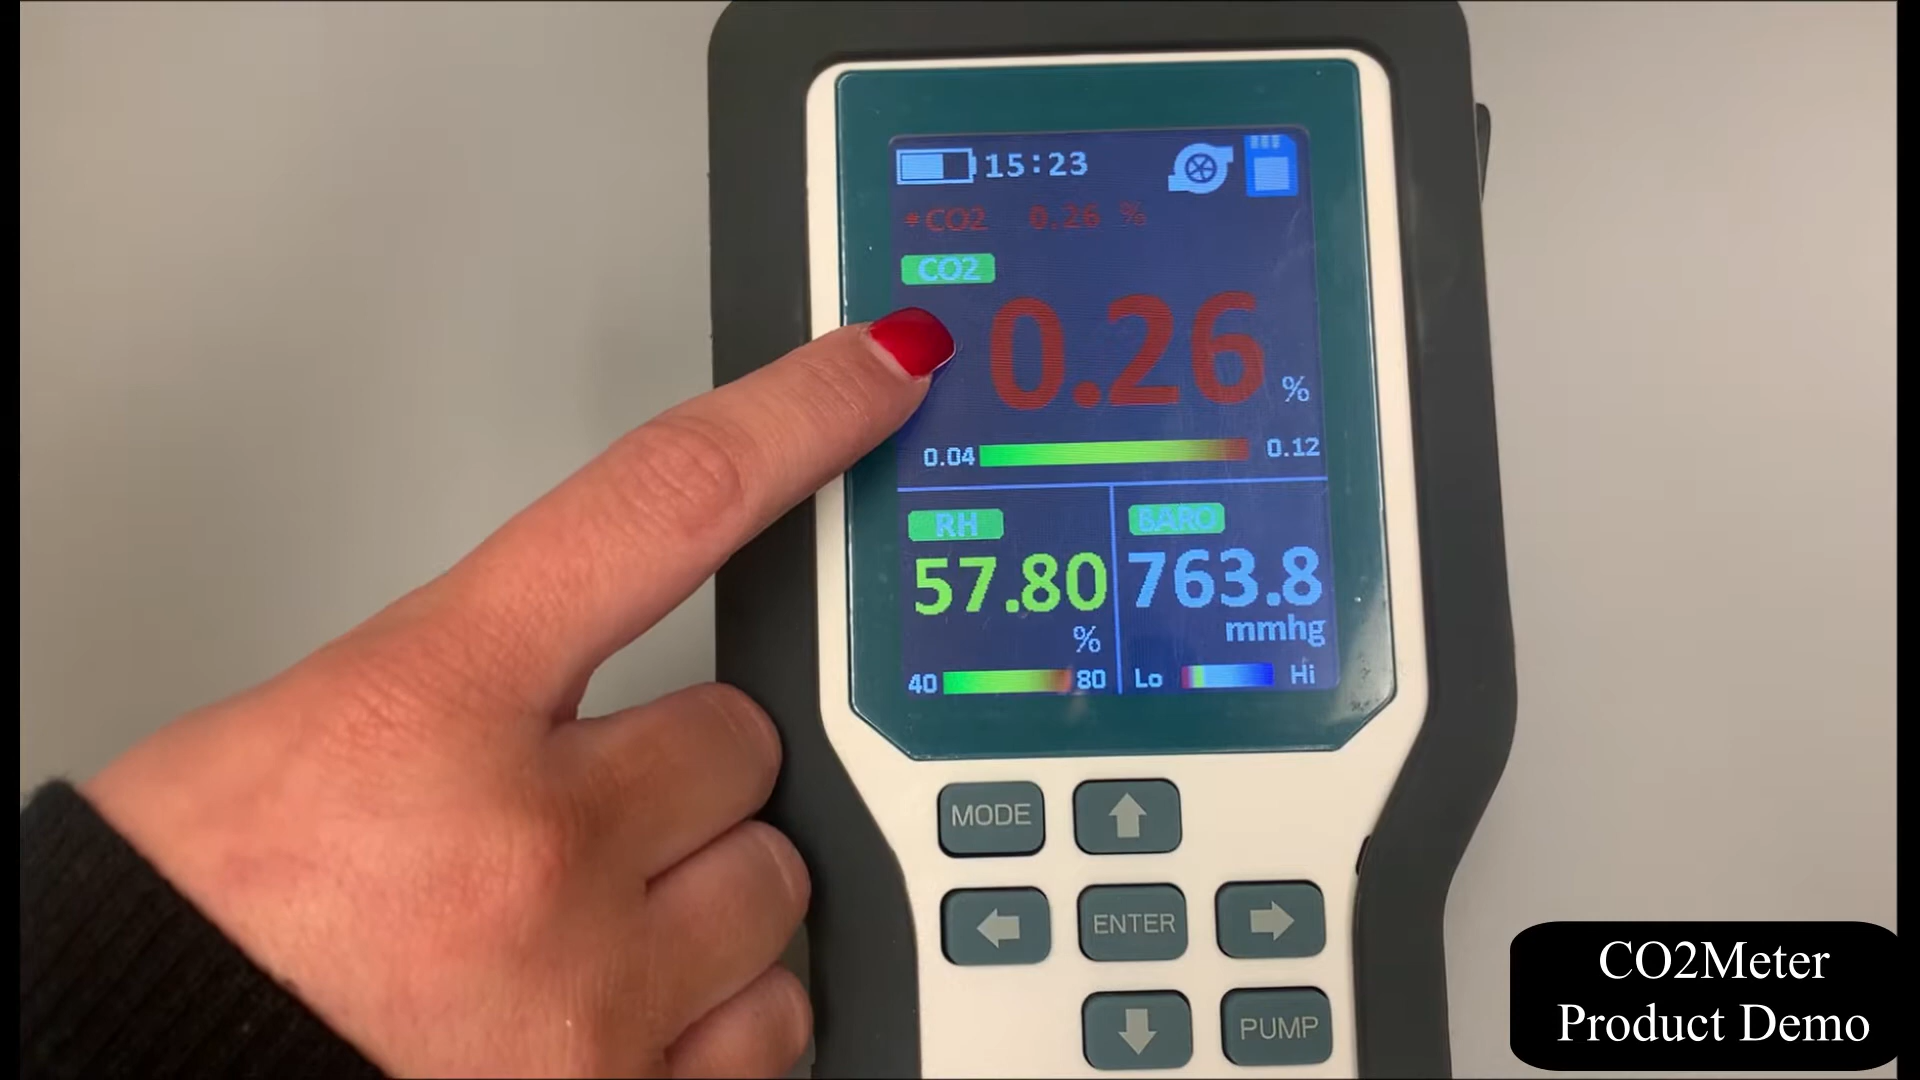 15:23
*CO2 0.26 %
CO2
0.26 %
0.04 0.12
RH
57.80
%
40 80
BARO
763.8
mmhg
Lo Hi
MODE
ENTER
PUMP
CO2Meter
Product Demo